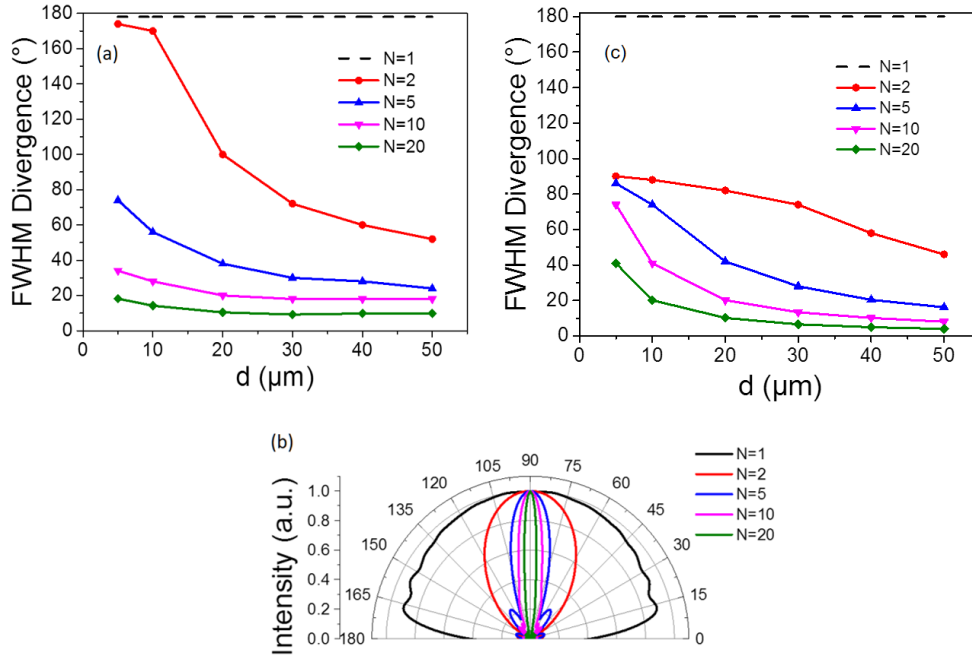 (a)
FWHM Divergence (°)
180
160
140
120
100
80
60
40
20
0
N=1
N=2
N=5
N=10
N=20
0 10 20 30 40 50
d (µm)
(c)
FWHM Divergence (°)
180
160
140
120
100
80
60
40
20
0
N=1
N=2
N=5
N=10
N=20
0 10 20 30 40 50
d (µm)
(b)
Intensity (a.u.)
1.0
0.8
0.6
0.4
0.2
0.0
180
165
150
135
120
105
90
75
60
45
30
15
0
N=1
N=2
N=5
N=10
N=20